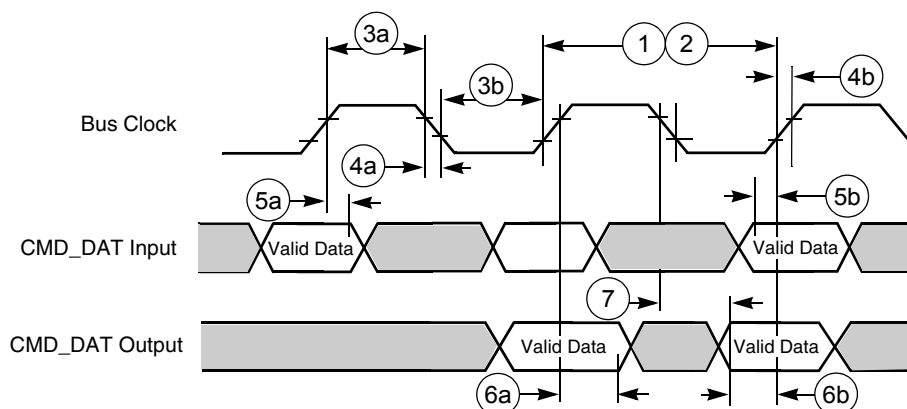 3a
1 2
3b
4b
Bus Clock
4a
5a
5b
CMD_DAT Input
Valid Data
Valid Data
7
CMD_DAT Output
Valid Data
Valid Data
6a
6b